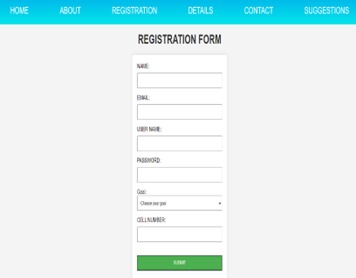 HOME ABOUT REGISTRATION DETAILS CONTACT SUGGESTIONS
REGISTRATION FORM
NAME:
EMAIL:
USER NAME:
PASSWORD:
Goal:
Choose your goal
CELL NUMBER:
SUBMIT